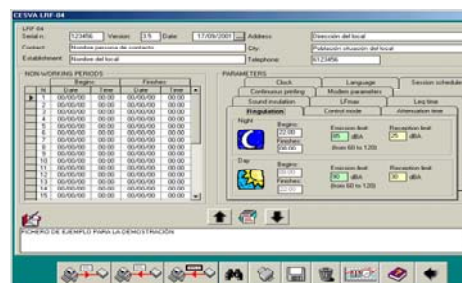 CESVA LRF-04
LRF-04
Serial n. 123456 Version: 3.5 Date: 17/09/2001 Address: Dirección del local
Contact: Nombre persona de contacto City: Población situación del local
Establishment: Nombre del local Telephone: 6123456
NON-WORKING PERIODS
Begins: Finishes
N Date Time Date Time
1 00/00/00 00:00 00/00/00 00:00
2 00/00/00 00:00 00/00/00 00:00
3 00/00/00 00:00 00/00/00 00:00
4 00/00/00 00:00 00/00/00 00:00
5 00/00/00 00:00 00/00/00 00:00
6 00/00/00 00:00 00/00/00 00:00
7 00/00/00 00:00 00/00/00 00:00
8 00/00/00 00:00 00/00/00 00:00
9 00/00/00 00:00 00/00/00 00:00
10 00/00/00 00:00 00/00/00 00:00
11 00/00/00 00:00 00/00/00 00:00
12 00/00/00 00:00 00/00/00 00:00
13 00/00/00 00:00 00/00/00 00:00
14 00/00/00 00:00 00/00/00 00:00
15 00/00/00 00:00 00/00/00 00:00
PARAMETERS
Clock Language Session schedule
Continuous printing Modem parameters
Sound insulation LFmax Leq time
Regulation Control mode Attenuation time
Night
Begins: 22:00
Finishes: 08:00
Emission limit: 85 dBA
(from 60 to 120)
Reception limit: 25 dBA
Day
Begins: 08:00
Finishes: 22:00
Emission limit: 90 dBA
(from 60 to 120)
Reception limit: 30 dBA
FICHERO DE EJEMPLO PARA LA DEMOSTRACIÓN